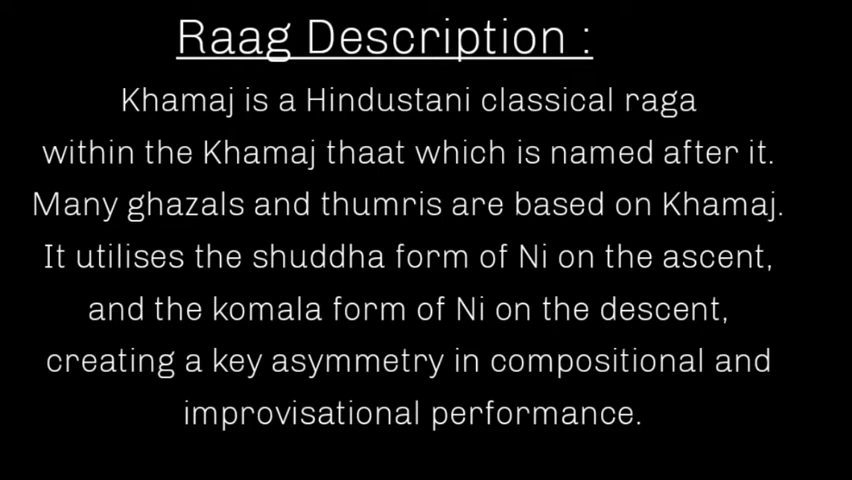 Raag Description :
Khamaj is a Hindustani classical raga
within the Khamaj thaat which is named after it.
Many ghazals and thumris are based on Khamaj.
It utilises the shuddha form of Ni on the ascent,
and the komala form of Ni on the descent,
creating a key asymmetry in compositional and
improvisational performance.